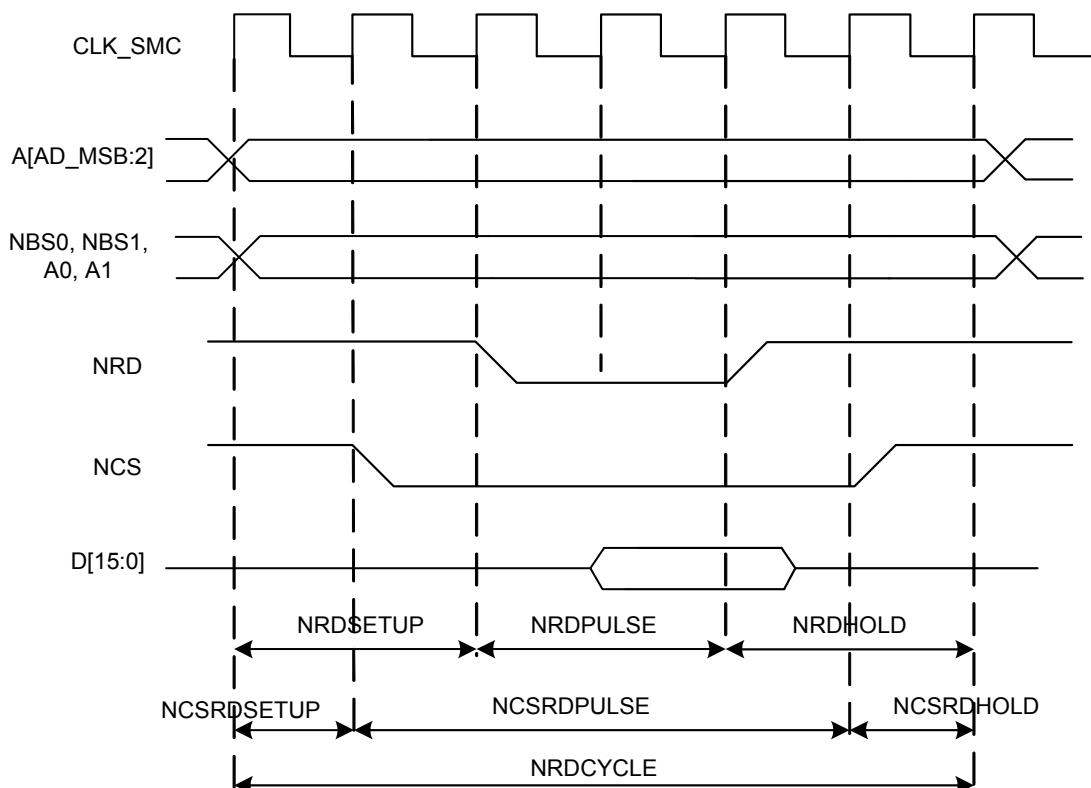 CLK_SMC
A[AD_MSB:2]
NBS0, NBS1,
A0, A1
NRD
NCS
D[15:0]
NRDSETUP NRDPULSE NRDHOLD
NCSRDSETUP NCSRDPULSE NCSRDHOLD
NRDCYCLE